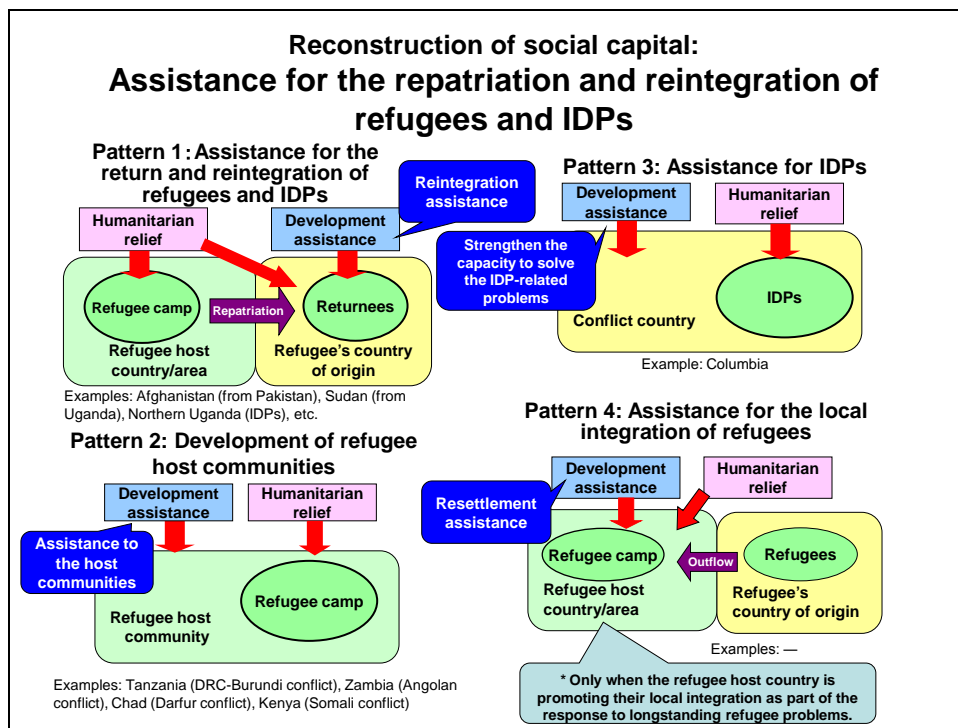 Reconstruction of social capital:
Assistance for the repatriation and reintegration of
refugees and IDPs
Pattern 1：Assistance for the
return and reintegration of
refugees and IDPs
Humanitarian
relief
Development
assistance
Reintegration
assistance
Refugee camp
Repatriation
Returnees
Refugee host
country/area
Refugee’s country
of origin
Examples: Afghanistan (from Pakistan), Sudan (from
Uganda), Northern Uganda (IDPs), etc.
Pattern 3: Assistance for IDPs
Development
assistance
Humanitarian
relief
Strengthen the
capacity to solve
the IDP-related
problems
IDPs
Conflict country
Example: Columbia
Pattern 2: Development of refugee
host communities
Development
assistance
Humanitarian
relief
Assistance to
the host
communities
Refugee camp
Refugee host
community
Examples: Tanzania (DRC-Burundi conflict), Zambia (Angolan
conflict), Chad (Darfur conflict), Kenya (Somali conflict)
Pattern 4: Assistance for the local
integration of refugees
Development
assistance
Humanitarian
relief
Resettlement
assistance
Refugee camp
Outflow
Refugees
Refugee host
country/area
Refugee’s
country of origin
Examples: —
* Only when the refugee host country is
promoting their local integration as part of the
response to longstanding refugee problems.